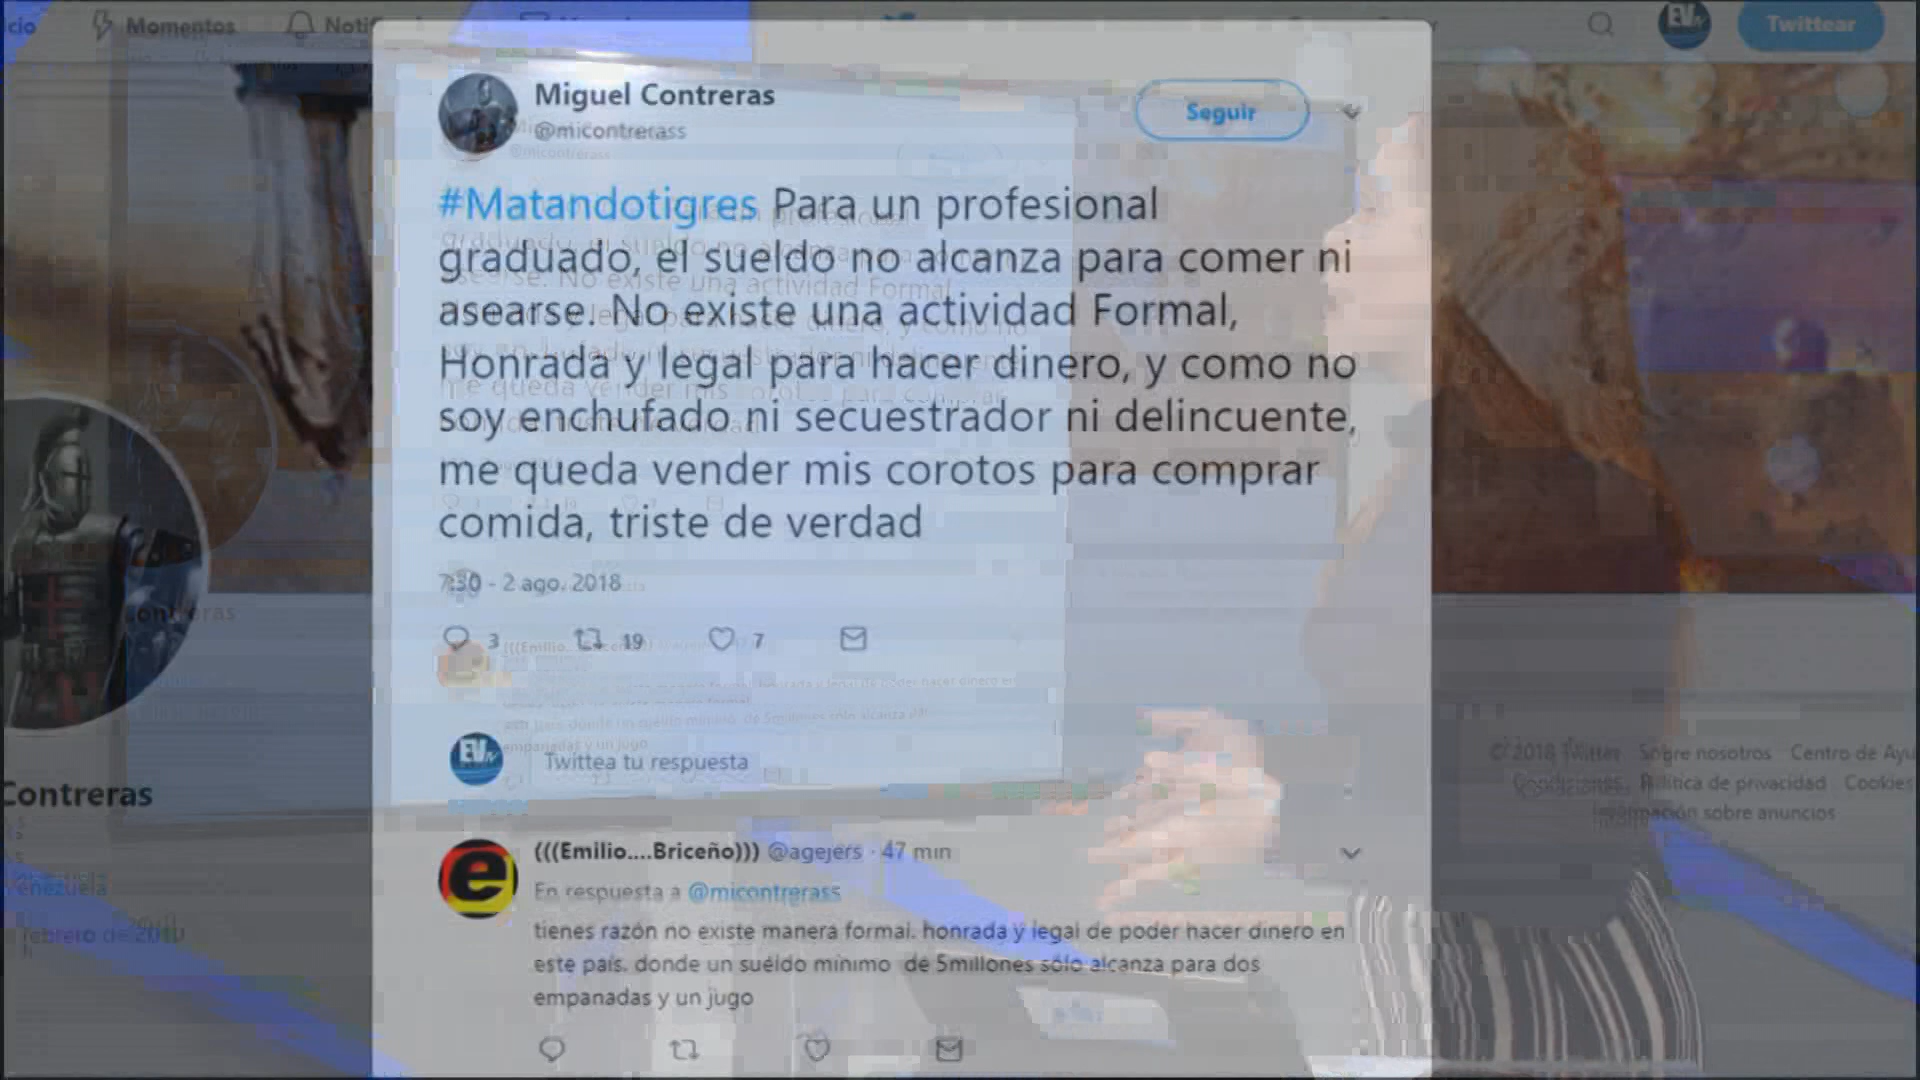 Momentos
Twittear
Miguel Contreras
@micontrerass
Seguir
#Matandotigres Para un profesional
graduado, el sueldo no alcanza para comer ni
asearse. No existe una actividad Formal,
Honrada y legal para hacer dinero, y como no
soy enchufado ni secuestrador ni delincuente,
me queda vender mis corotos para comprar
comida, triste de verdad
7:30 - 2 ago. 2018
3 19 7
EVtv Twittea tu respuesta
(((Emilio....Briceño))) @agejers · 47 min
En respuesta a @micontrerass
tienes razón no existe manera formal. honrada y legal de poder hacer dinero en
este país. donde un sueldo minimo de 5millones sólo alcanza para dos
empanadas y un jugo
Contreras
Venezuela
© 2018 Twitter Sobre nosotros Centro de Ayu
Condiciones Política de privacidad Cookies
Información sobre anuncios